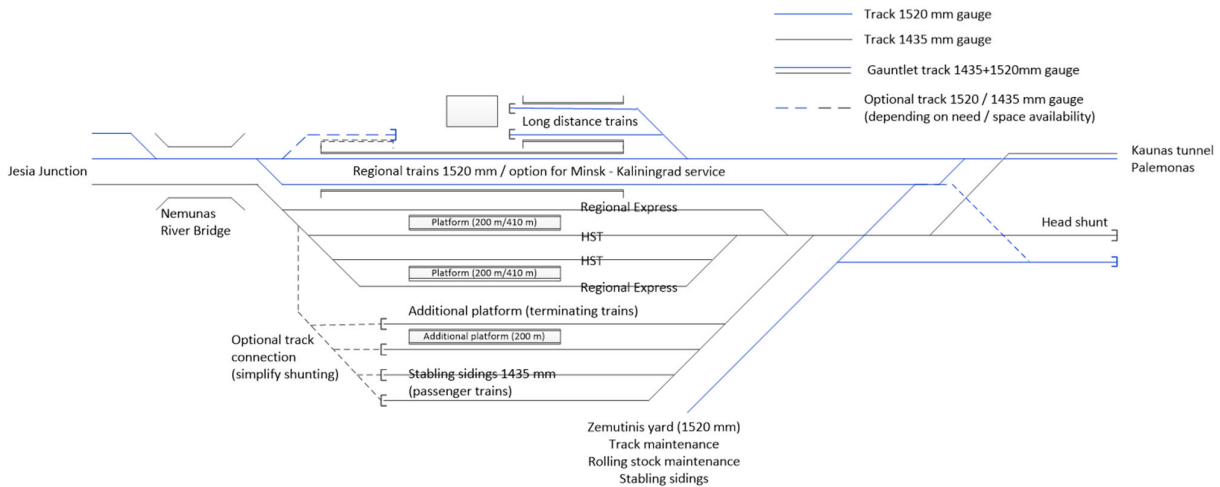 Track 1520 mm gauge
Track 1435 mm gauge
Gauntlet track 1435+1520mm gauge
Optional track 1520 / 1435 mm gauge
(depending on need / space availability)
Long distance trains
Kaunas tunnel
Palemonas
Jesia Junction
Regional trains 1520 mm / option for Minsk - Kaliningrad service
Nemunas
River Bridge
Regional Express
Platform (200 m/410 m)
Head shunt
HST
HST
Platform (200 m/410 m)
Regional Express
Additional platform (terminating trains)
Additional platform (200 m)
Optional track
connection
(simplify shunting)
Stabling sidings 1435 mm
(passenger trains)
Zemutinis yard (1520 mm)
Track maintenance
Rolling stock maintenance
Stabling sidings